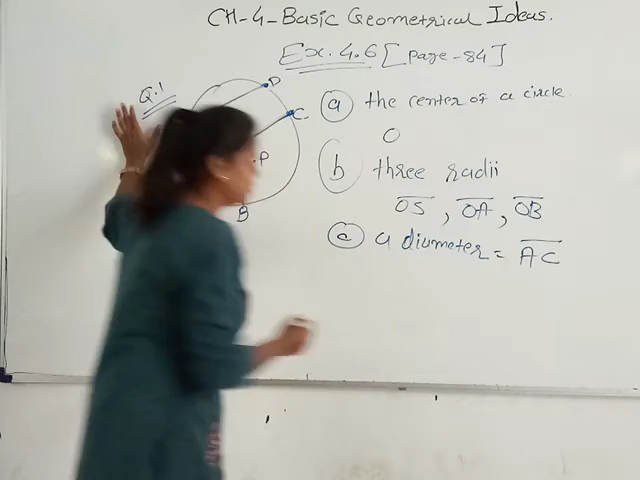 CH-4-Basic Geometrical Ideas.
Ex. 4.6 [Page-84]
Q.1
D
C
P
B
a the center of a circle.
O
b three radii
OS, OA, OB
c a diameter = AC